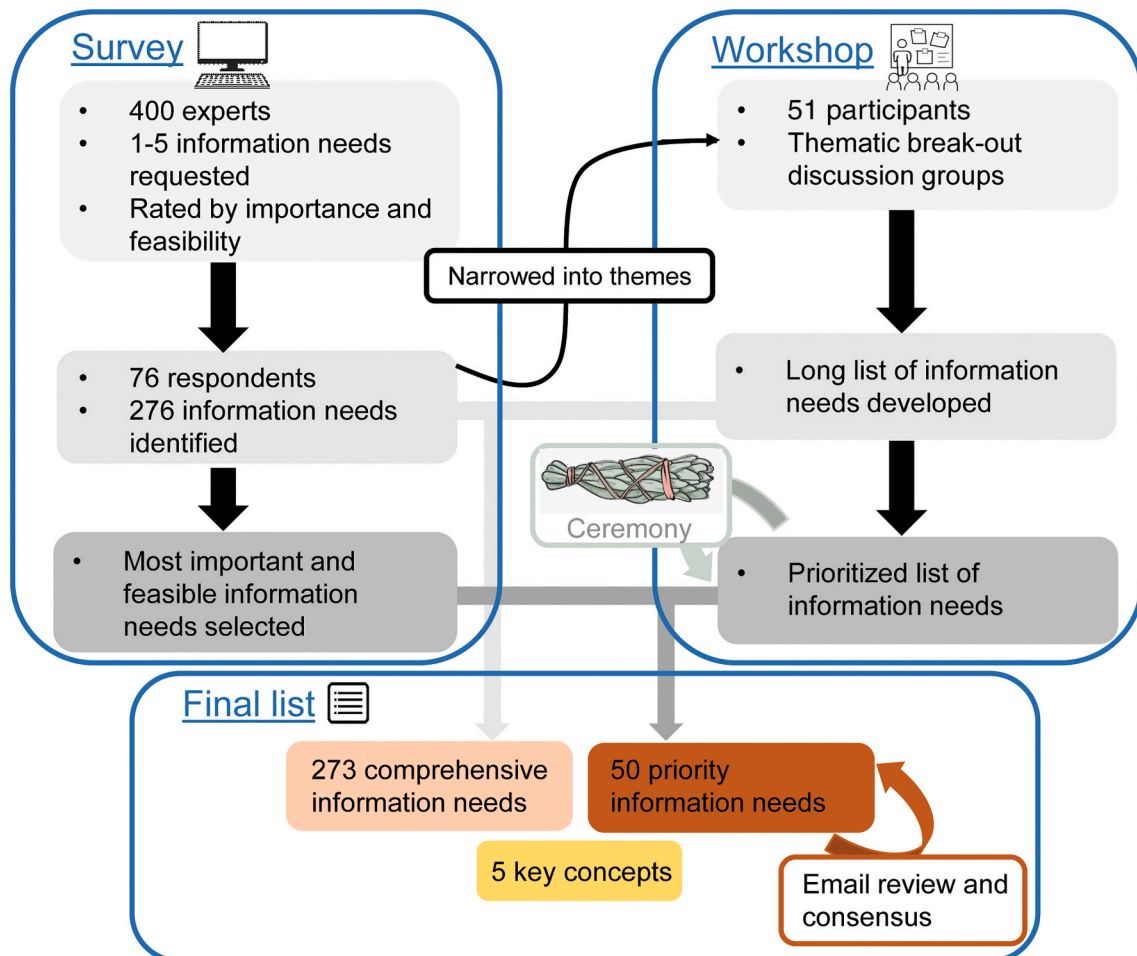 Survey
• 400 experts
• 1-5 information needs
requested
• Rated by importance and
feasibility
• 76 respondents
• 276 information needs
identified
• Most important and
feasible information
needs selected
Narrowed into themes
Workshop
• 51 participants
• Thematic break-out
discussion groups
• Long list of information
needs developed
Ceremony
• Prioritized list of
information needs
Final list
273 comprehensive
information needs
50 priority
information needs
5 key concepts
Email review and
consensus